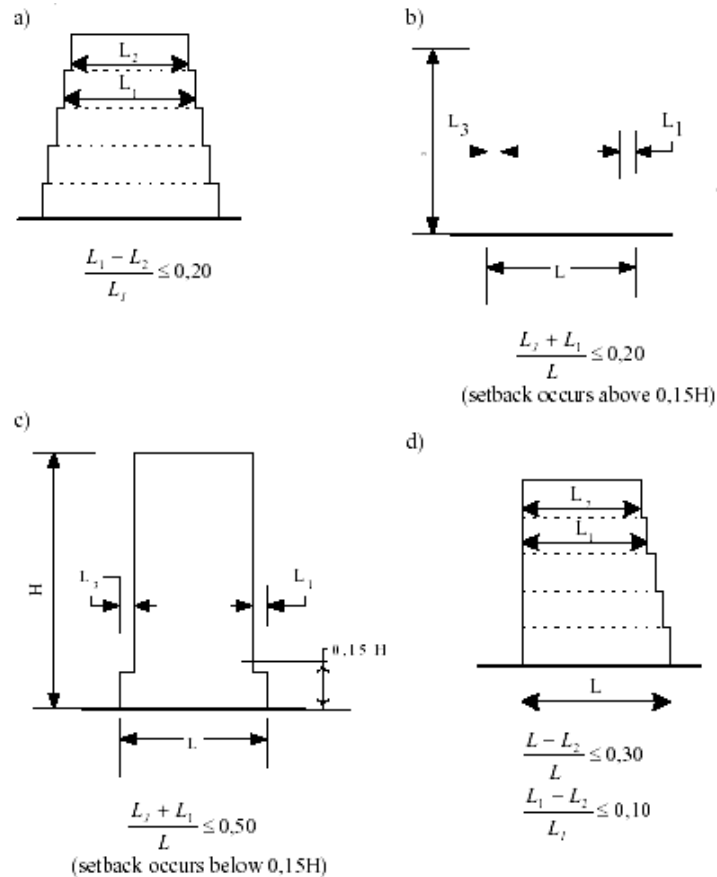 a)
L₂
L₁
(L₁ − L₂) / L₁ ≤ 0,20
b)
L₃
L₁
L
(L₃ + L₁) / L ≤ 0,20
(setback occurs above 0,15H)
c)
H
L₃
L₁
0,15 H
L
(L₃ + L₁) / L ≤ 0,50
(setback occurs below 0,15H)
d)
L₂
L₁
L
(L − L₂) / L ≤ 0,30
(L₁ − L₂) / L₁ ≤ 0,10